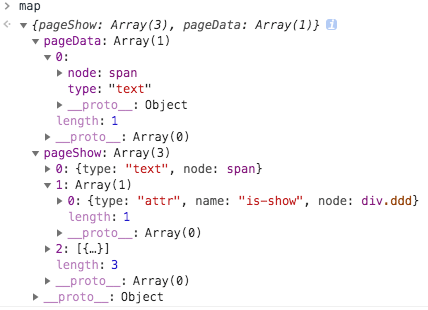 map
{pageShow: Array(3), pageData: Array(1)}
pageData: Array(1)
0:
node: span
type: "text"
__proto__: Object
length: 1
__proto__: Array(0)
pageShow: Array(3)
0: {type: "text", node: span}
1: Array(1)
0: {type: "attr", name: "is-show", node: div.ddd}
length: 1
__proto__: Array(0)
2: [{…}]
length: 3
__proto__: Array(0)
__proto__: Object